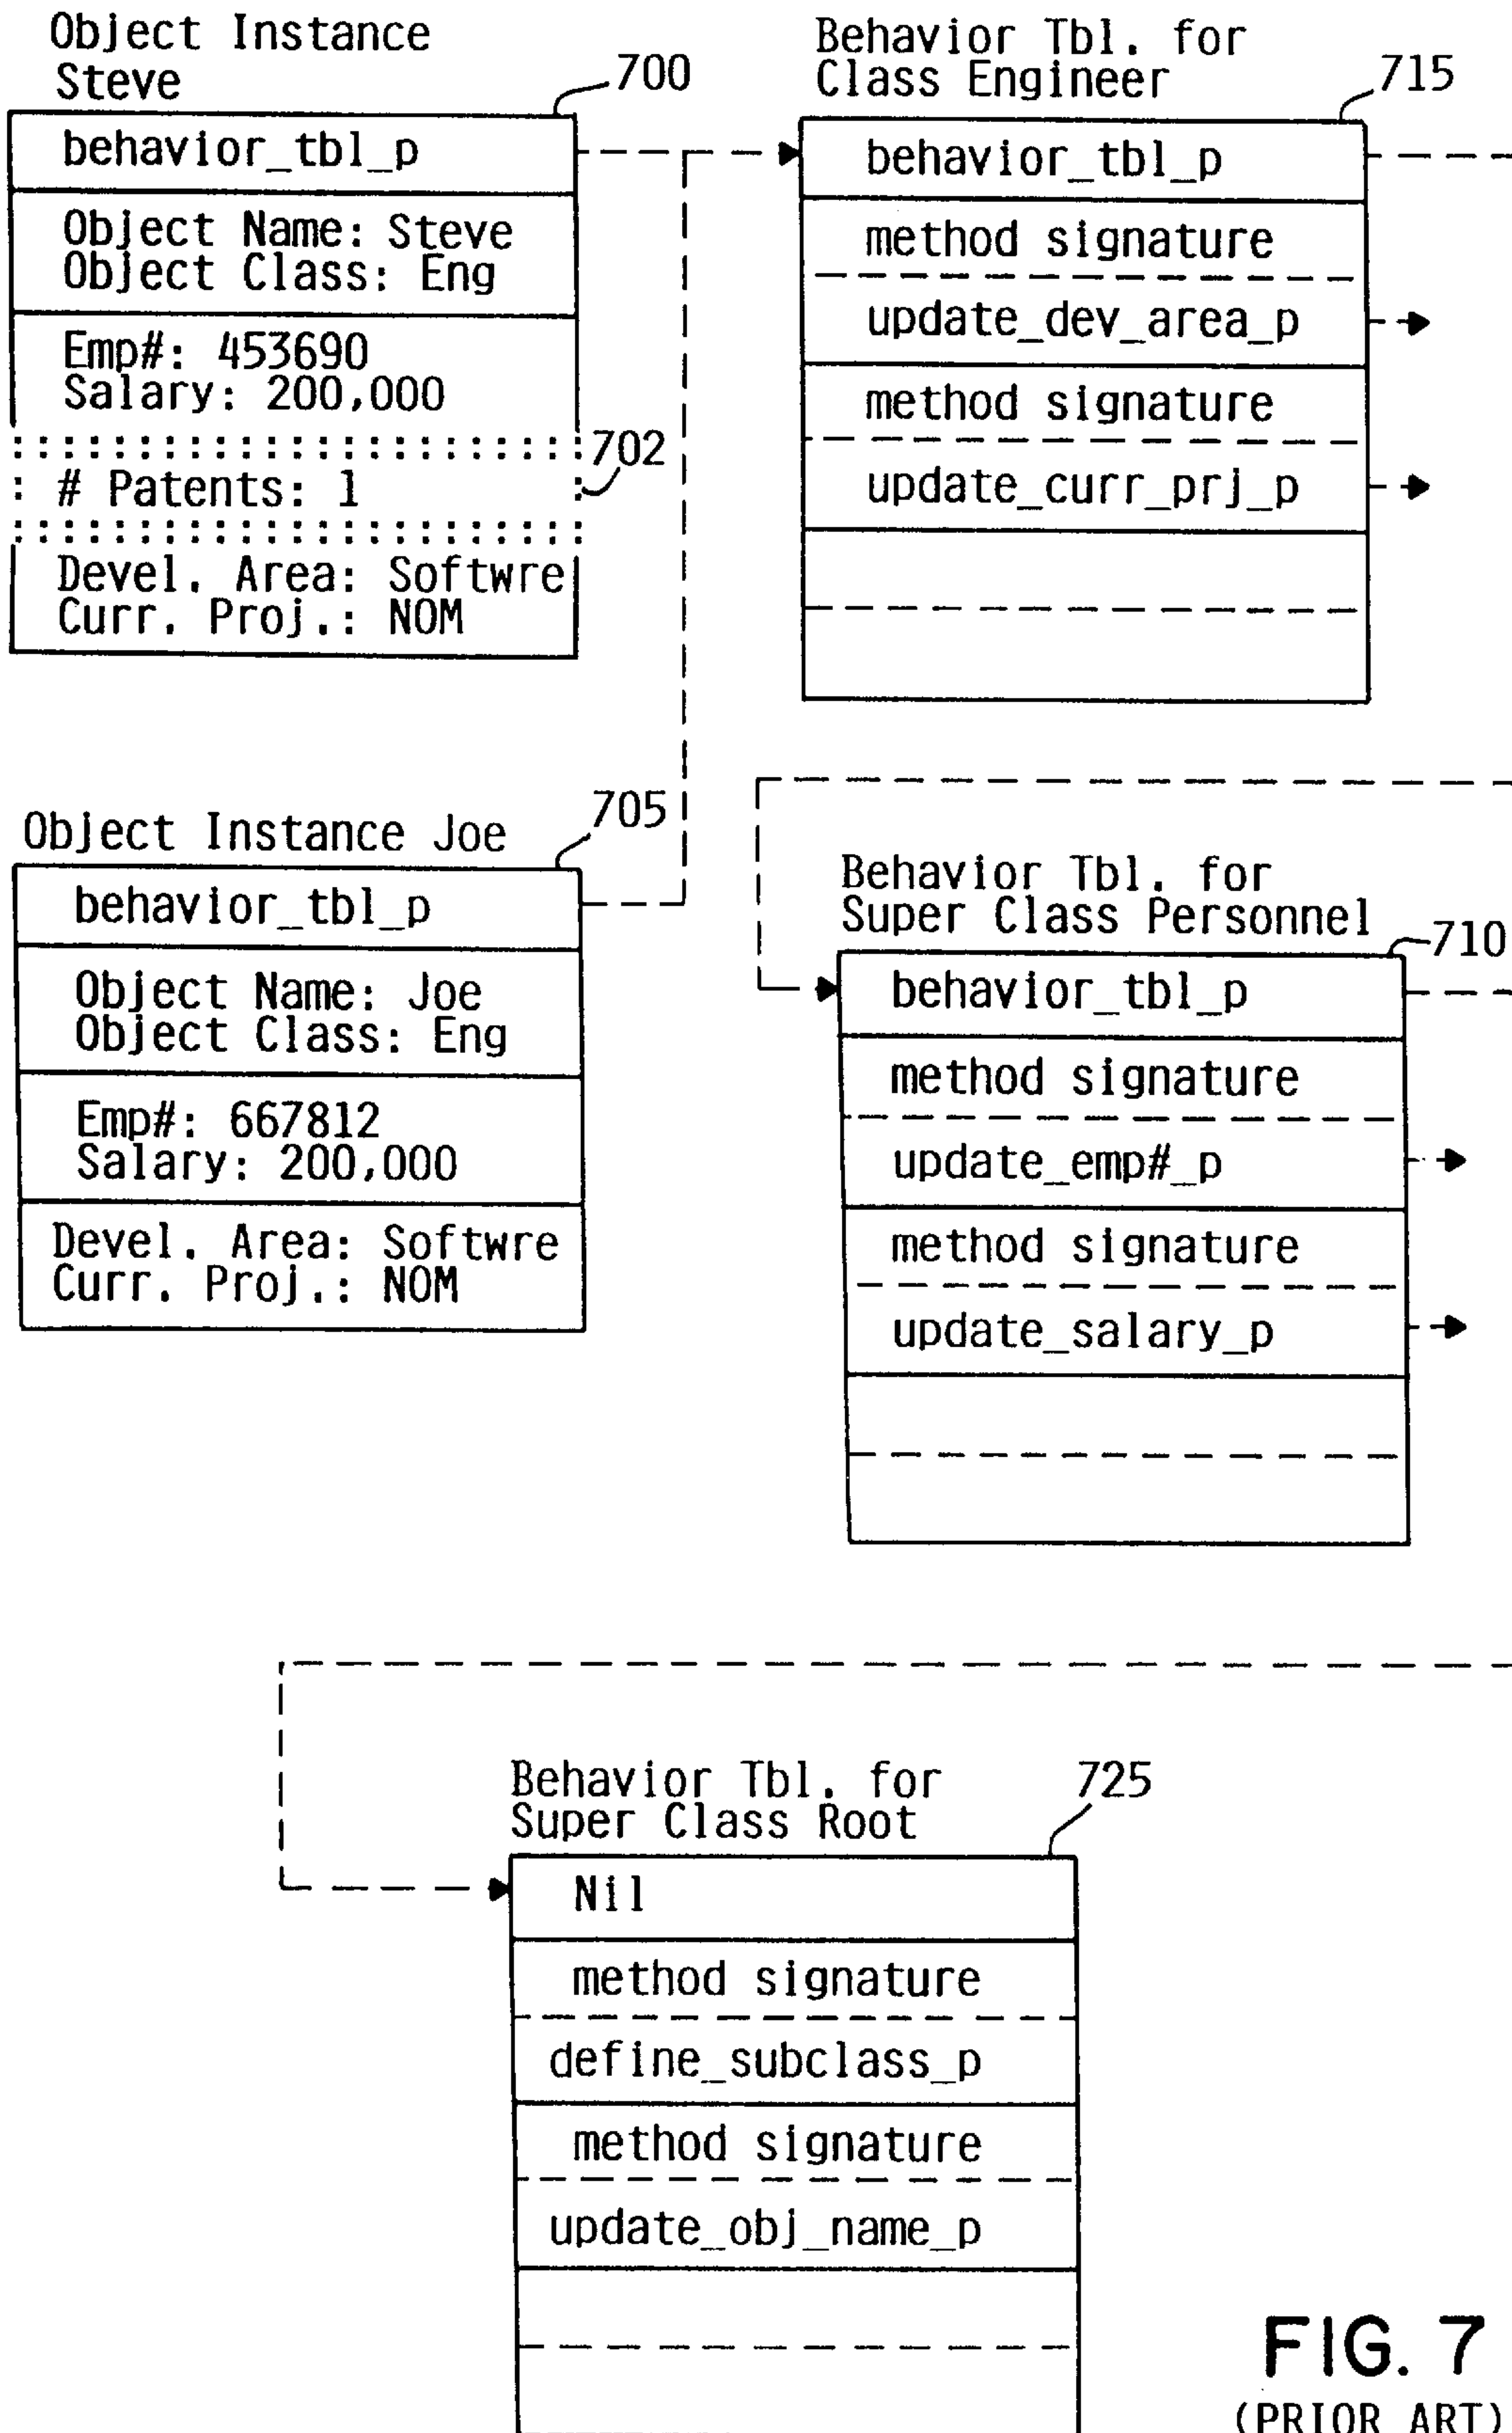 Object Instance
Steve
700
behavior_tbl_p
Object Name: Steve
Object Class: Eng
Emp#: 453690
Salary: 200,000
702
# Patents: 1
Devel. Area: Softwre
Curr. Proj.: NOM
Behavior Tbl. for
Class Engineer
715
behavior_tbl_p
method signature
update_dev_area_p
method signature
update_curr_prj_p
Object Instance Joe
705
behavior_tbl_p
Object Name: Joe
Object Class: Eng
Emp#: 667812
Salary: 200,000
Devel. Area: Softwre
Curr. Proj.: NOM
Behavior Tbl. for
Super Class Personnel
710
behavior_tbl_p
method signature
update_emp#_p
method signature
update_salary_p
Behavior Tbl. for
Super Class Root
725
Nil
method signature
define_subclass_p
method signature
update_obj_name_p
FIG. 7
(PRIOR ART)